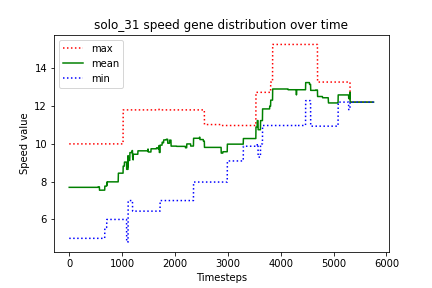 solo_31 speed gene distribution over time
max
mean
min
Speed value
14
12
10
8
6
0
1000
2000
3000
4000
5000
6000
Timesteps